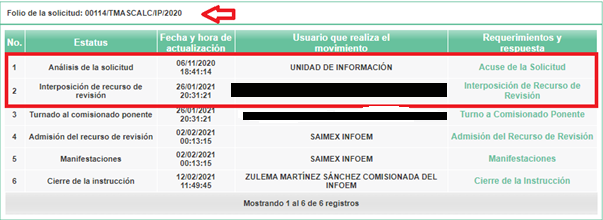 Folio de la solicitud: 00114/TMASCALC/IP/2020
No. Estatus Fecha y hora de actualización Usuario que realiza el movimiento Requerimientos y respuesta
1 Análisis de la solicitud 06/11/2020 18:41:14 UNIDAD DE INFORMACIÓN Acuse de la Solicitud
2 Interposición de recurso de revisión 26/01/2021 20:31:21 Interposición de Recurso de Revisión
3 Turnado al comisionado ponente 26/01/2021 20:31:21 Turno a Comisionado Ponente
4 Admisión del recurso de revisión 02/02/2021 00:13:15 SAIMEX INFOEM Admisión del Recurso de Revisión
5 Manifestaciones 02/02/2021 00:13:15 SAIMEX INFOEM Manifestaciones
6 Cierre de la instrucción 12/02/2021 11:49:45 ZULEMA MARTÍNEZ SÁNCHEZ COMISIONADA DEL INFOEM Cierre de la Instrucción
Mostrando 1 al 6 de 6 registros